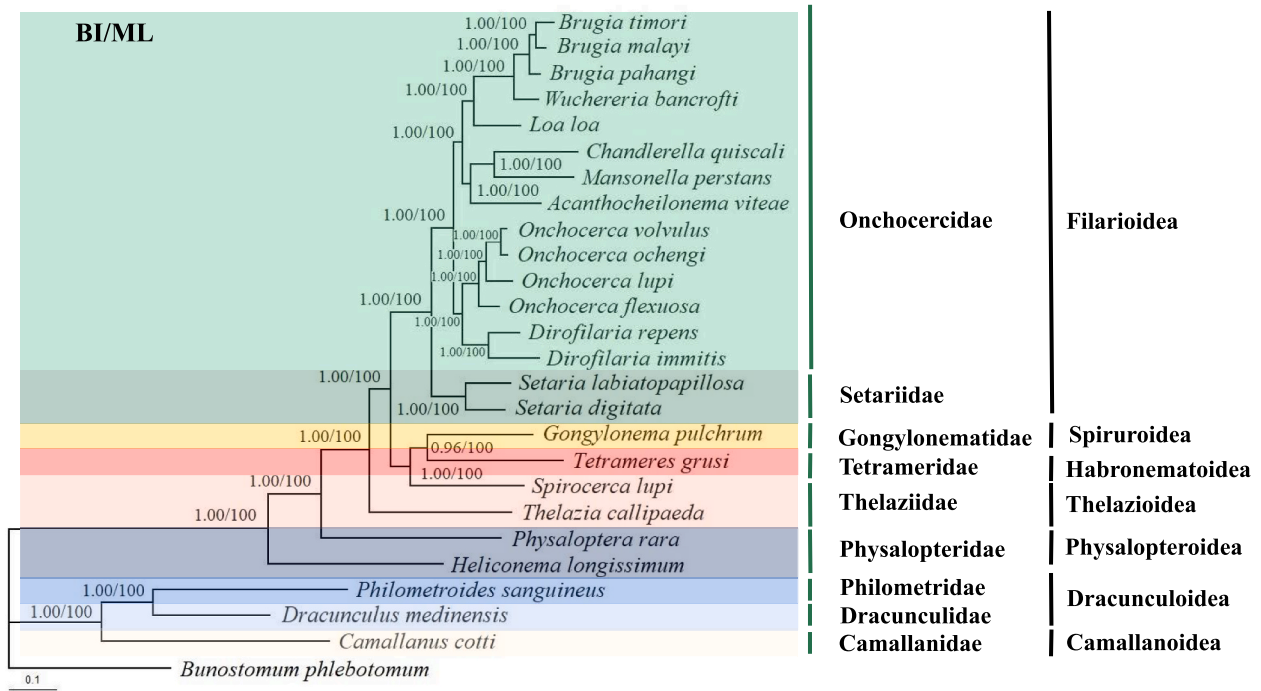 BI/ML
1.00/100 Brugia timori
1.00/100 Brugia malayi
1.00/100 Brugia pahangi
1.00/100 Wuchereria bancrofti
1.00/100 Loa loa
Chandlerella quiscali
1.00/100
Mansonella perstans
1.00/100
Acanthocheilonema viteae
1.00/100
Onchocerca volvulus
1.00/100
Onchocerca ochengi
1.00/100
Onchocerca lupi
1.00/100
Onchocerca flexuosa
1.00/100
1.00/100
Dirofilaria repens
1.00/100
Dirofilaria immitis
1.00/100
Setaria labiatopapillosa
1.00/100 Setaria digitata
1.00/100 Gongylonema pulchrum
0.96/100
Tetrameres grusi
1.00/100
1.00/100 Spirocerca lupi
Thelazia callipaeda
1.00/100
Physaloptera rara
Heliconema longissimum
1.00/100 Philometroides sanguineus
1.00/100 Dracunculus medinensis
Camallanus cotti
Bunostomum phlebotomum
0.1
Onchocercidae
Setariidae
Gongylonematidae
Tetrameridae
Thelaziidae
Physalopteridae
Philometridae
Dracunculidae
Camallanidae
Filarioidea
Spiruroidea
Habronematoidea
Thelazioidea
Physalopteroidea
Dracunculoidea
Camallanoidea